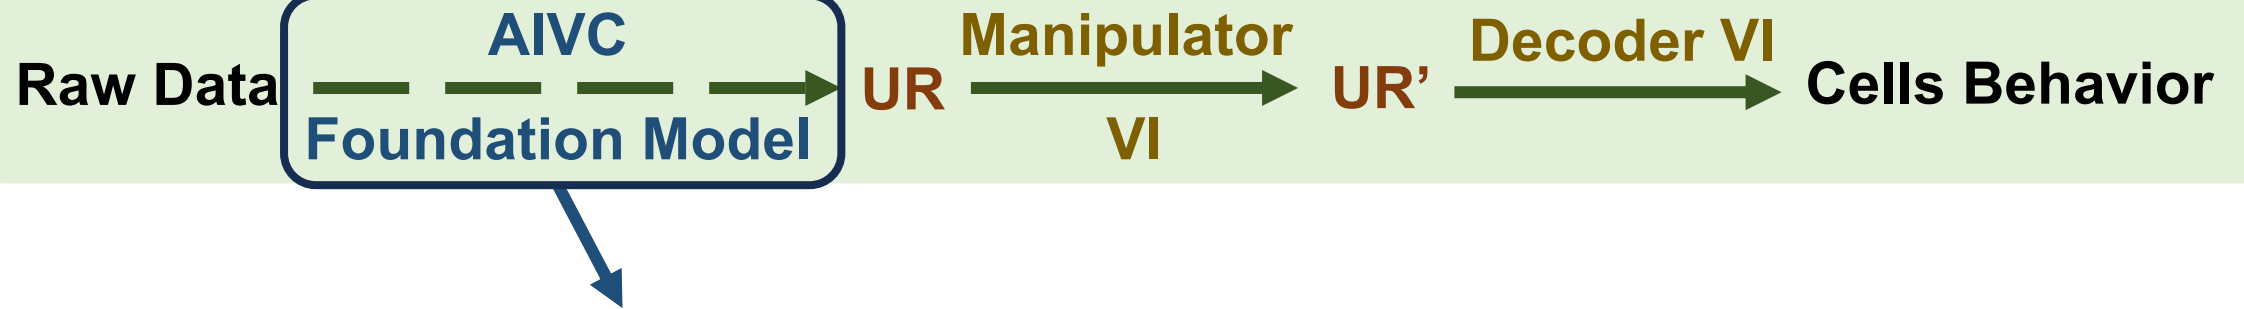 Raw Data
AIVC
Foundation Model
UR
Manipulator
VI
UR’
Decoder VI
Cells Behavior